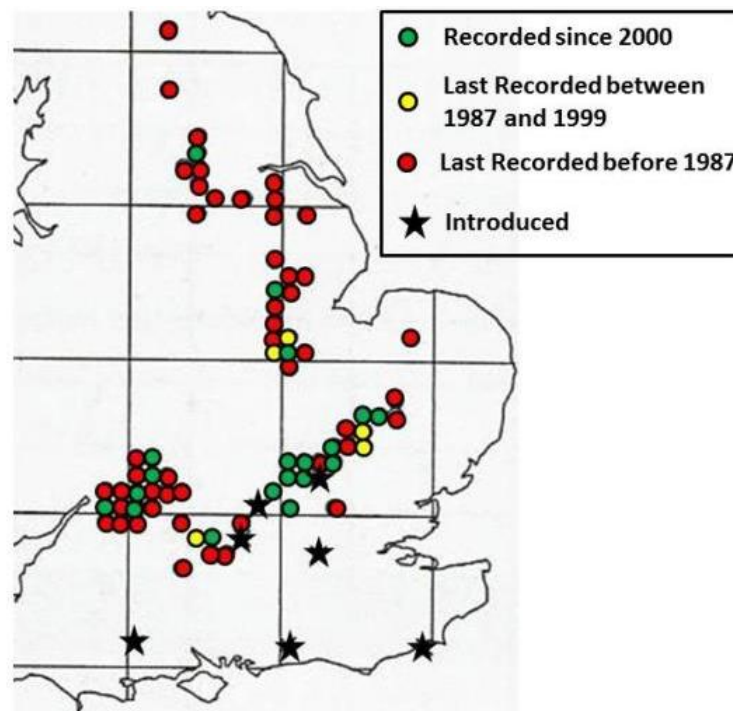 Recorded since 2000
Last Recorded between
1987 and 1999
Last Recorded before 1987
Introduced